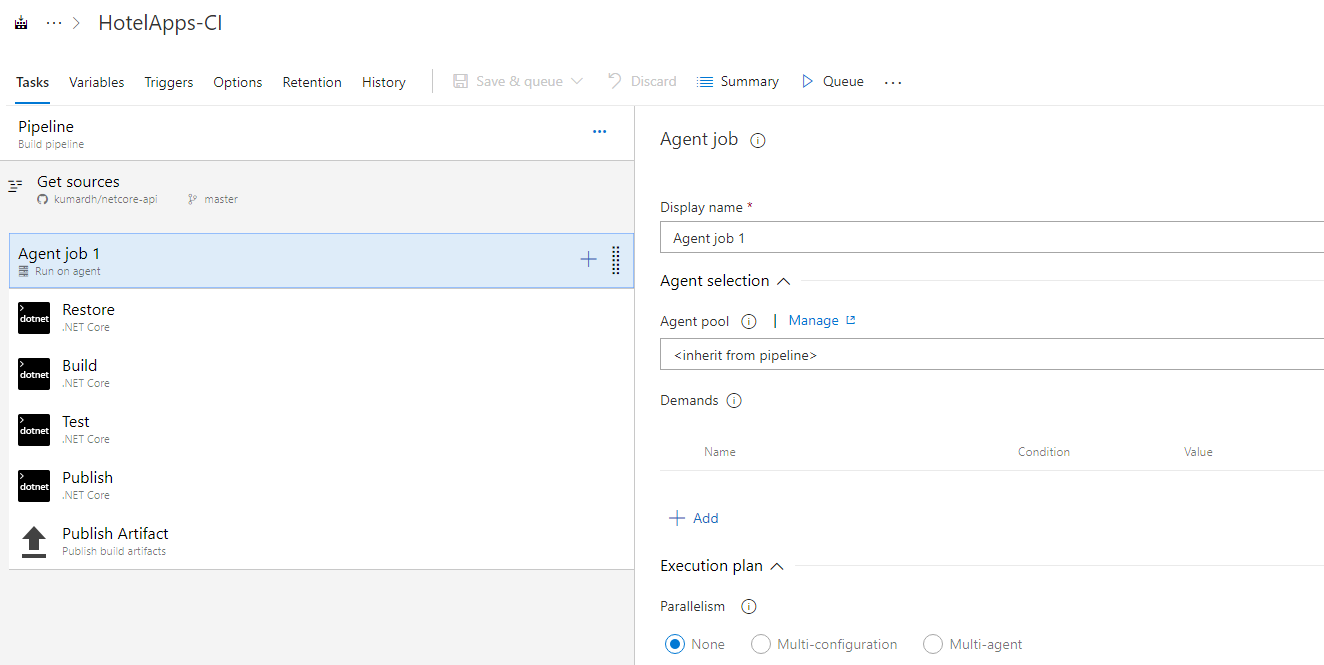 ... > HotelApps-CI
Tasks Variables Triggers Options Retention History Save & queue Discard Summary Queue ...
Pipeline ...
Build pipeline
Get sources
kumardh/netcore-api master
Agent job 1
Run on agent
dotnet Restore
.NET Core
dotnet Build
.NET Core
dotnet Test
.NET Core
dotnet Publish
.NET Core
Publish Artifact
Publish build artifacts
Agent job
Display name *
Agent job 1
Agent selection
Agent pool | Manage
<inherit from pipeline>
Demands
Name Condition Value
+ Add
Execution plan
Parallelism
None Multi-configuration Multi-agent